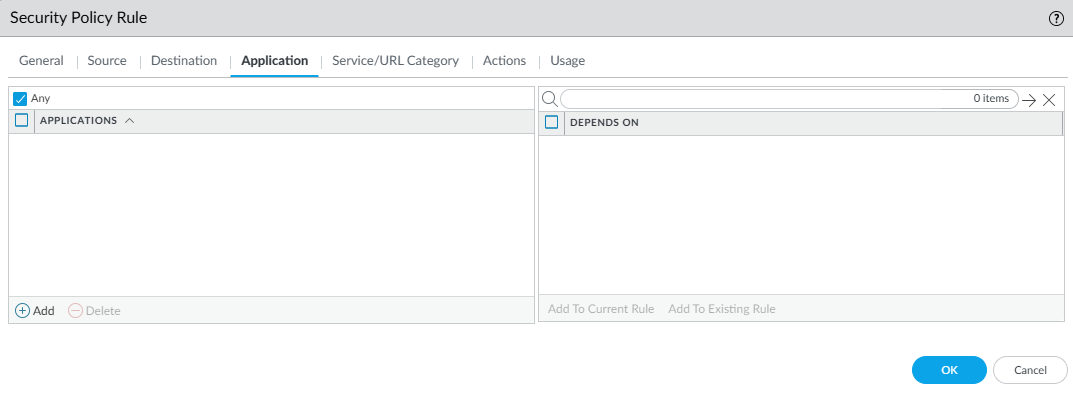 Security Policy Rule
General Source Destination Application Service/URL Category Actions Usage
Any
0 items
APPLICATIONS
DEPENDS ON
Add Delete
Add To Current Rule Add To Existing Rule
OK Cancel